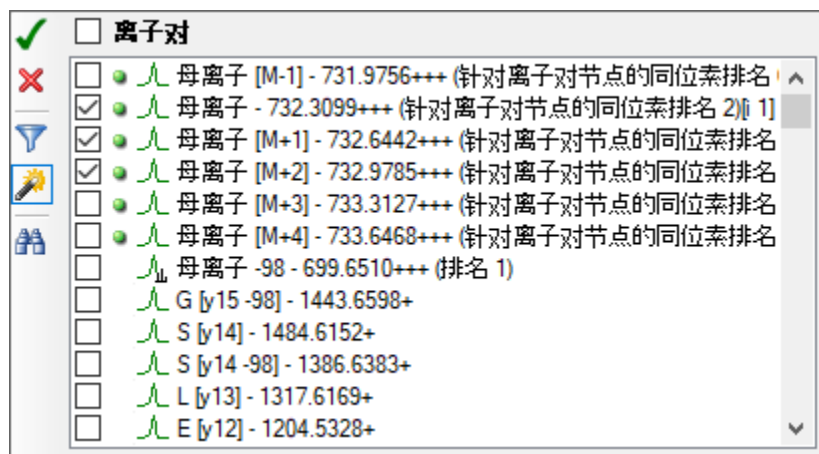 离子对
母离子 [M-1] - 731.9756+++ (针对离子对节点的同位素排名
母离子 - 732.3099+++ (针对离子对节点的同位素排名 2)[i 1]
母离子 [M+1] - 732.6442+++ (针对离子对节点的同位素排名
母离子 [M+2] - 732.9785+++ (针对离子对节点的同位素排名
母离子 [M+3] - 733.3127+++ (针对离子对节点的同位素排名
母离子 [M+4] - 733.6468+++ (针对离子对节点的同位素排名
母离子 -98 - 699.6510+++ (排名 1)
G [y15 -98] - 1443.6598+
S [y14] - 1484.6152+
S [y14 -98] - 1386.6383+
L [y13] - 1317.6169+
E [y12] - 1204.5328+